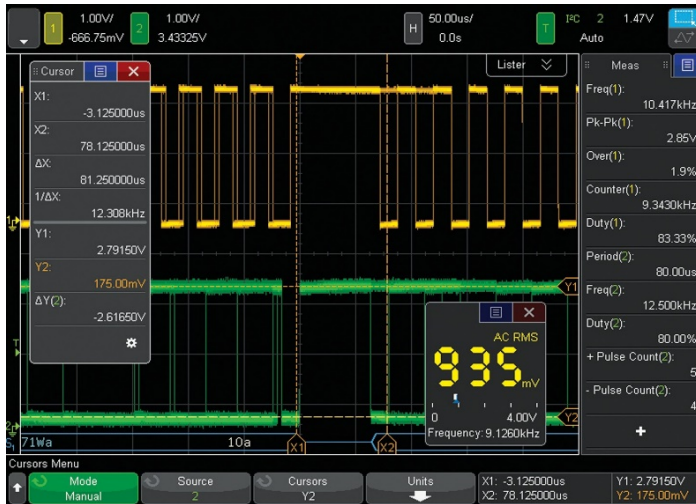 1 1.00V/ 2 1.00V/ H 50.00us/ T I²C 2 1.47V
-666.75mV 3.43325V 0.0s Auto
Lister
Cursor
X1:
-3.125000us
X2:
78.125000us
ΔX:
81.250000us
1/ΔX:
12.308kHz
Y1:
2.79150V
Y2:
175.00mV
ΔY(2):
-2.61650V
Meas
Freq(1):
10.417kHz
Pk-Pk(1):
2.85V
Over(1):
1.9%
Counter(1):
9.3430kHz
Duty(1):
83.33%
Period(2):
80.00us
Freq(2):
12.500kHz
Duty(2):
80.00%
+ Pulse Count(2):
5
- Pulse Count(2):
4
+
1
T
2
Y1
Y2
AC RMS
935 mV
0 4.00V
Frequency: 9.1260kHz
S1 71Wa 10a X1 X2
Cursors Menu
Mode Source Cursors Units X1: -3.125000us Y1: 2.79150V
Manual 2 Y2 X2: 78.125000us Y2: 175.00mV